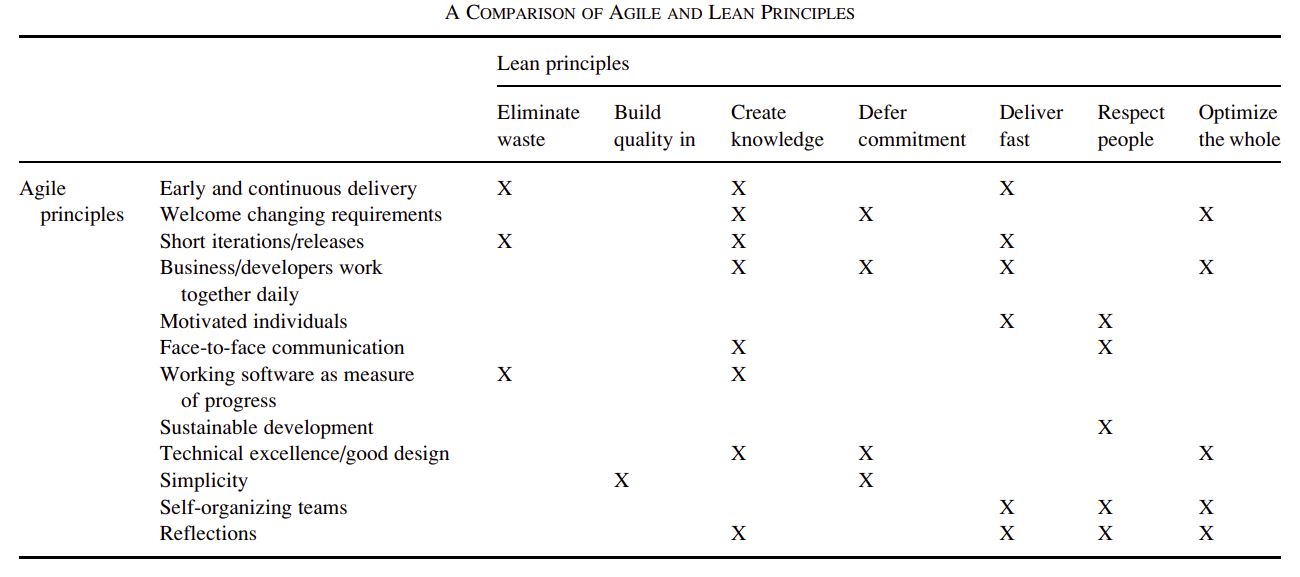 A COMPARISON OF AGILE AND LEAN PRINCIPLES
Lean principles
Eliminate waste Build quality in Create knowledge Defer commitment Deliver fast Respect people Optimize the whole
Agile principles
Early and continuous delivery X X X
Welcome changing requirements X X X
Short iterations/releases X X X
Business/developers work X X X X
together daily
Motivated individuals X X
Face-to-face communication X X
Working software as measure X X
of progress
Sustainable development X
Technical excellence/good design X X X
Simplicity X X
Self-organizing teams X X X
Reflections X X X X